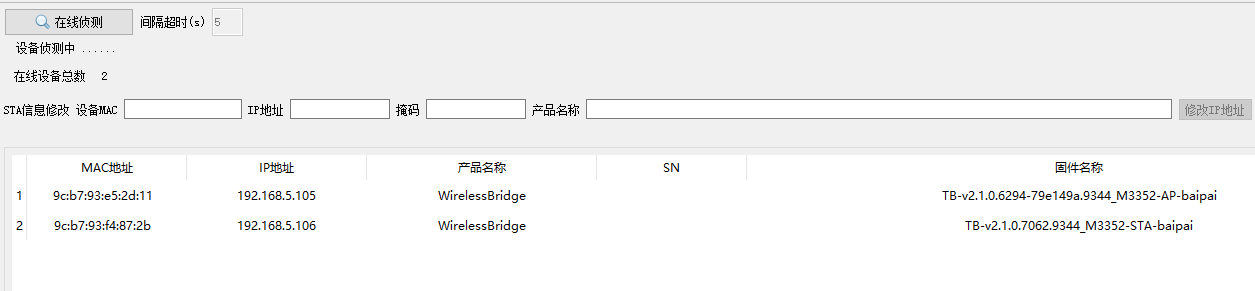 在线侦测 间隔超时(s) 5
设备侦测中 ......
在线设备总数 2
STA信息修改 设备MAC IP地址 掩码 产品名称 修改IP地址
MAC地址 IP地址 产品名称 SN 固件名称
1 9c:b7:93:e5:2d:11 192.168.5.105 WirelessBridge TB-v2.1.0.6294-79e149a.9344_M3352-AP-baipai
2 9c:b7:93:f4:87:2b 192.168.5.106 WirelessBridge TB-v2.1.0.7062.9344_M3352-STA-baipai